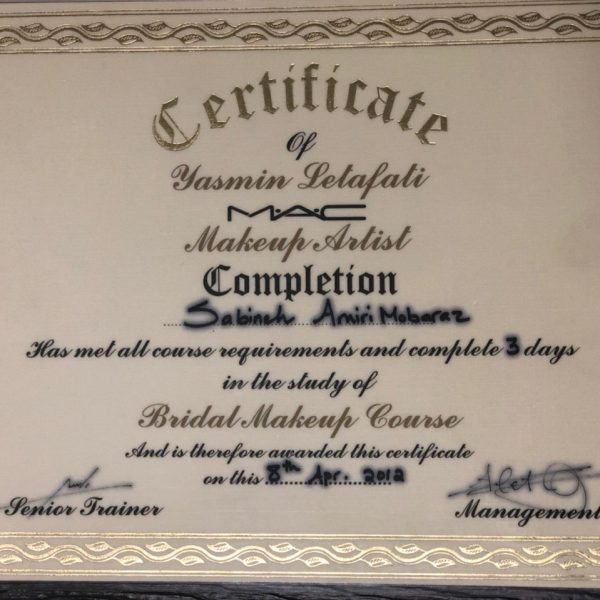 Certificate
Of
Yasmin Letafati
M·A·C
Makeup Artist
Completion
Sabineh Amiri Mobaraz
Has met all course requirements and complete 3 days
in the study of
Bridal Makeup Course
And is therefore awarded this certificate
on this 8th Apr. 2012
Senior Trainer Management